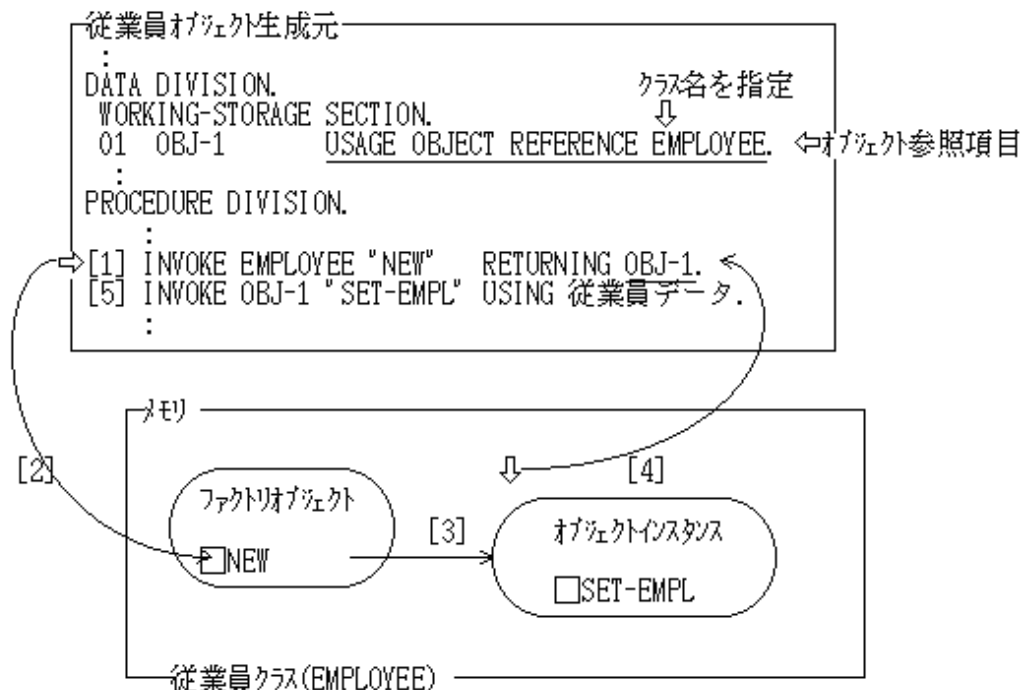 従業員ｵﾌﾞｼﾞｪｸﾄ生成元
:
DATA DIVISION. ｸﾗｽ名を指定
WORKING-STORAGE SECTION. ⇩
01 OBJ-1 USAGE OBJECT REFERENCE EMPLOYEE. ⇦ｵﾌﾞｼﾞｪｸﾄ参照項目
:
PROCEDURE DIVISION.
:
⇨[1] INVOKE EMPLOYEE "NEW" RETURNING OBJ-1.
[5] INVOKE OBJ-1 "SET-EMPL" USING 従業員データ.
:
ﾒﾓﾘ
[2] ⇩ [4]
ﾌｧｸﾄﾘｵﾌﾞｼﾞｪｸﾄ [3] ｵﾌﾞｼﾞｪｸﾄｲﾝｽﾀﾝｽ
□NEW
□SET-EMPL
従業員ｸﾗｽ(EMPLOYEE)